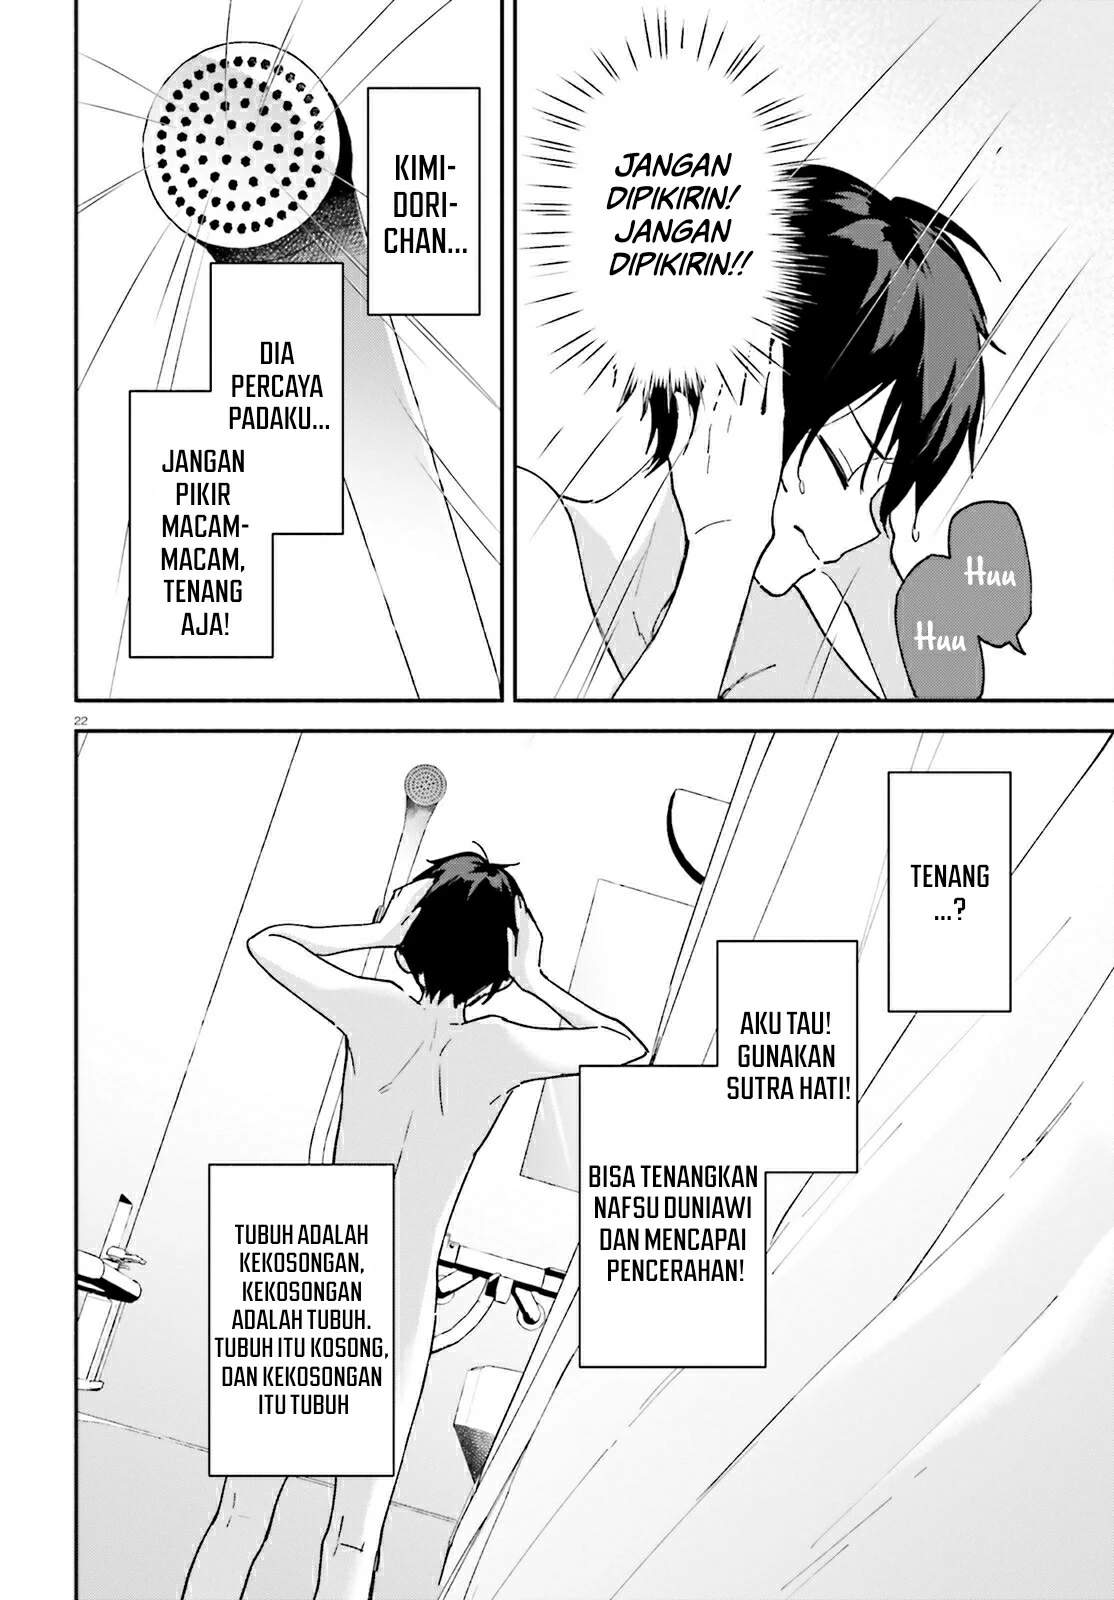 JANGAN
DIPIKIRIN!
JANGAN
DIPIKIRIN!!
Huu
Huu
KIMI-
DORI-
CHAN...
DIA
PERCAYA
PADAKU...
JANGAN
PIKIR
MACAM-
MACAM,
TENANG
AJA!
22
TENANG
...?
AKU TAU!
GUNAKAN
SUTRA HATI!
BISA TENANGKAN
NAFSU DUNIAWI
DAN MENCAPAI
PENCERAHAN!
TUBUH ADALAH
KEKOSONGAN,
KEKOSONGAN
ADALAH TUBUH.
TUBUH ITU KOSONG,
DAN KEKOSONGAN
ITU TUBUH